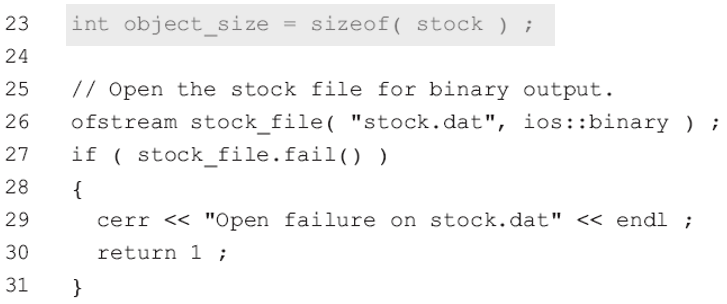 23 int object_size = sizeof( stock ) ;
24
25 // Open the stock file for binary output.
26 ofstream stock_file( "stock.dat", ios::binary ) ;
27 if ( stock_file.fail() )
28 {
29   cerr << "Open failure on stock.dat" << endl ;
30   return 1 ;
31 }